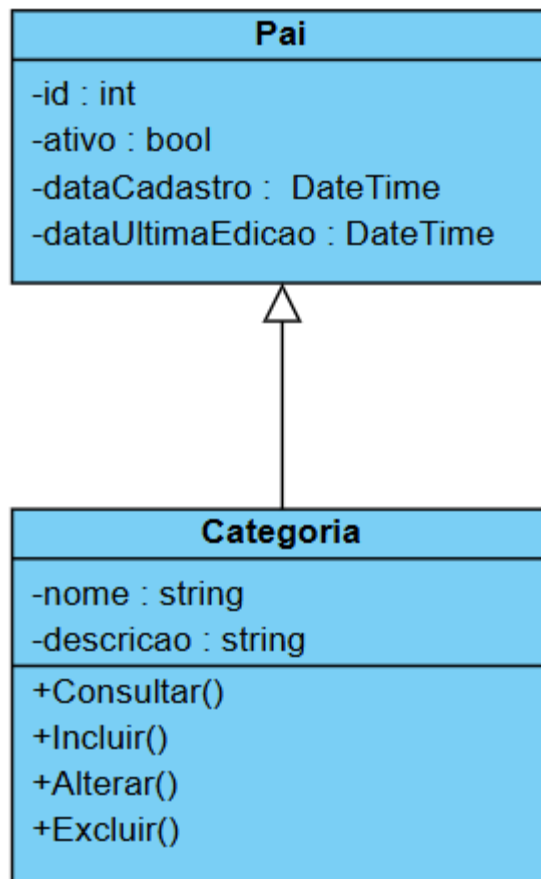 Pai
-id : int
-ativo : bool
-dataCadastro : DateTime
-dataUltimaEdicao : DateTime
Categoria
-nome : string
-descricao : string
+Consultar()
+Incluir()
+Alterar()
+Excluir()